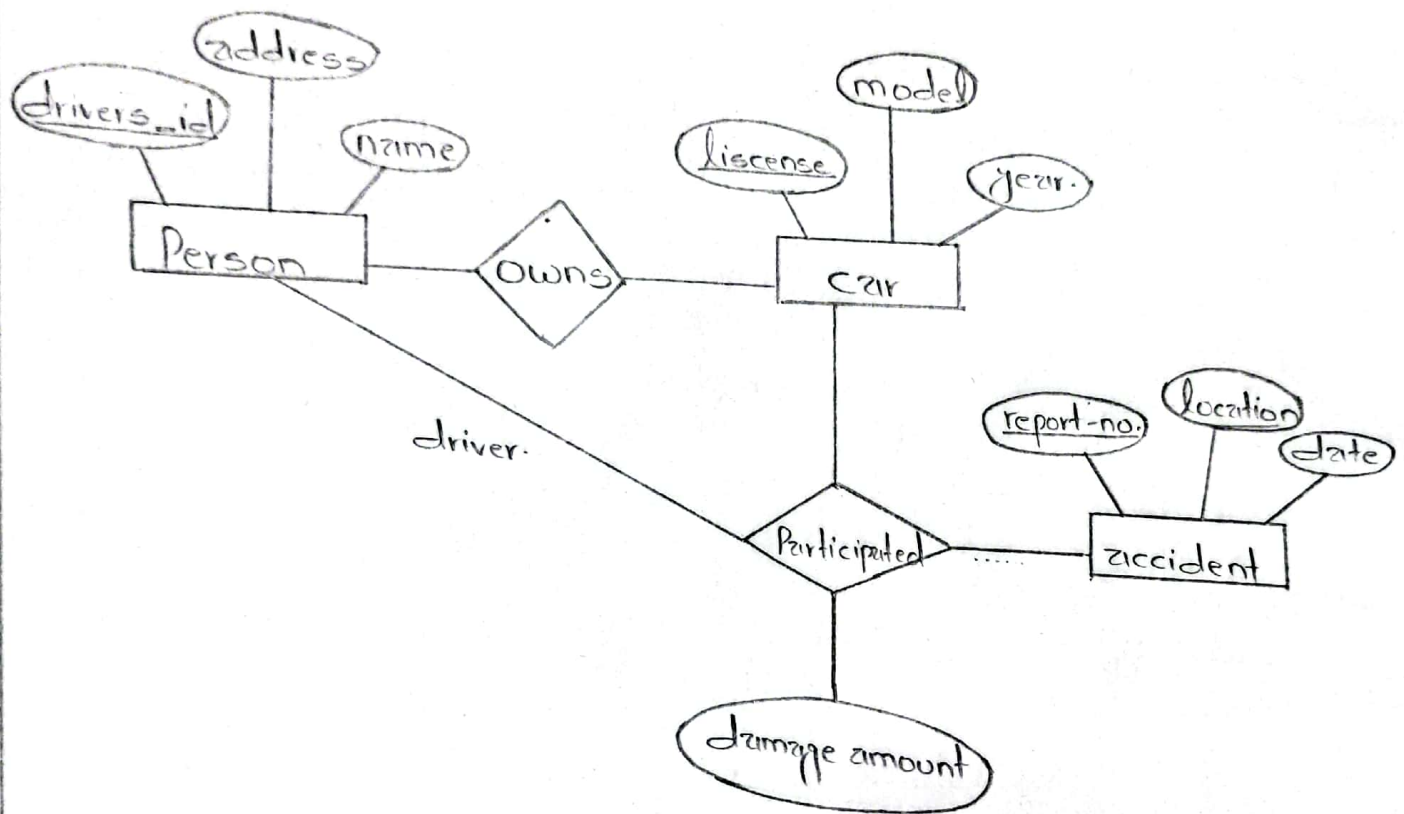 address
drivers_id
name
model
liscense
year.
Person
owns
car
driver.
report-no.
location
date
Participated
accident
damage amount